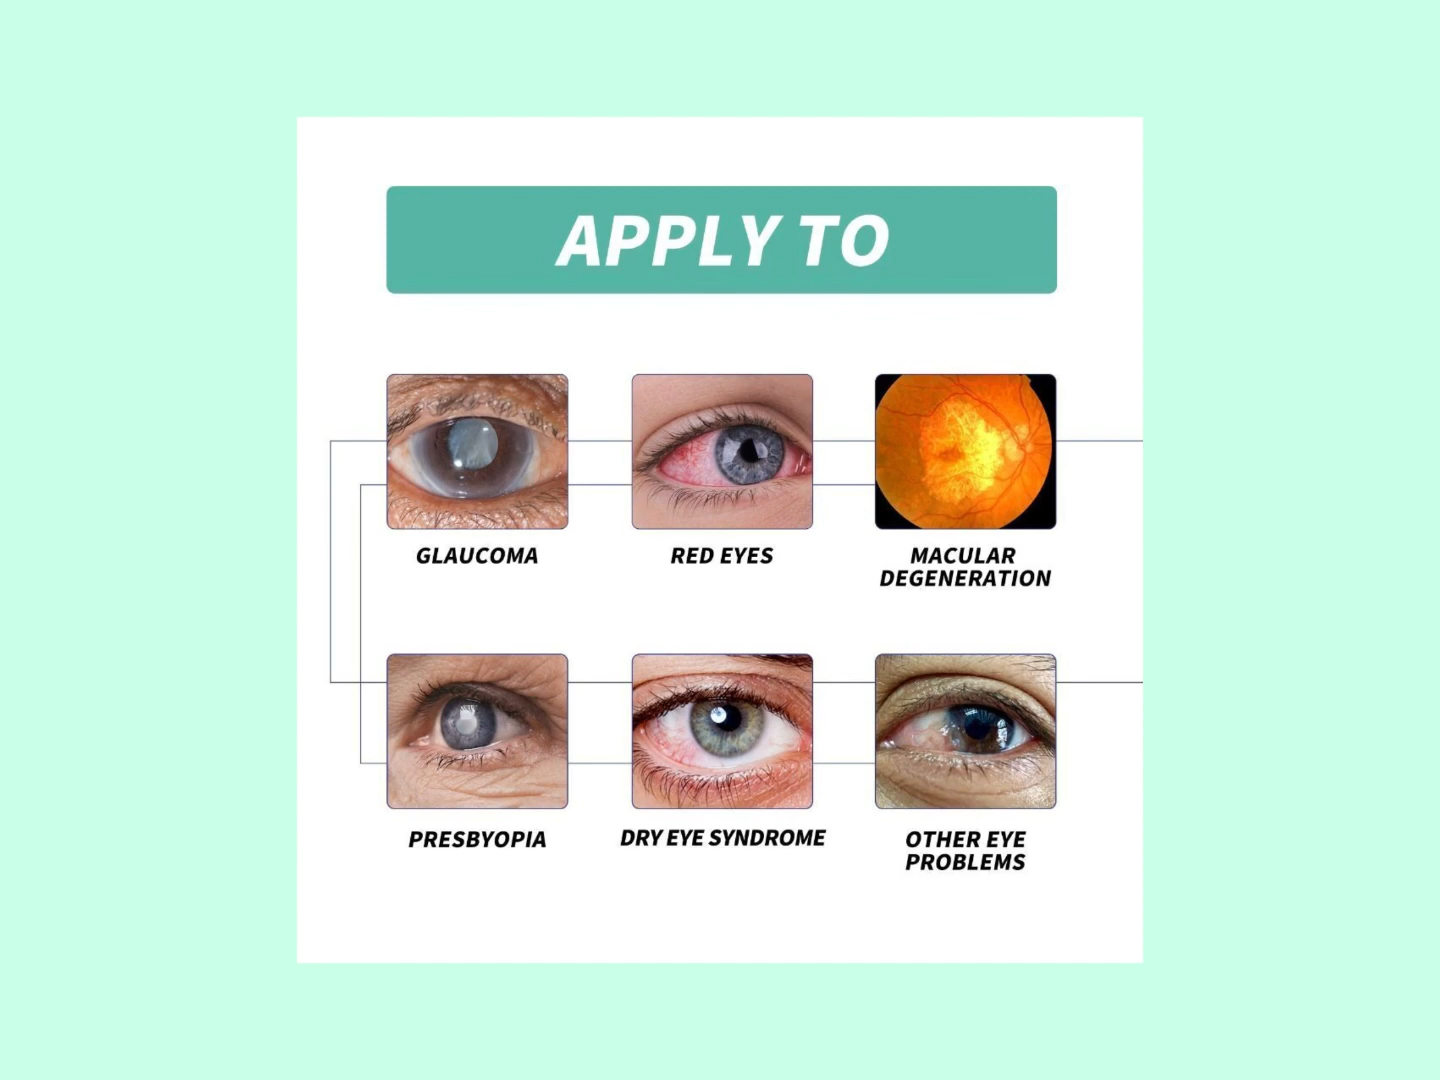 APPLY TO
GLAUCOMA
RED EYES
MACULAR
DEGENERATION
PRESBYOPIA
DRY EYE SYNDROME
OTHER EYE
PROBLEMS